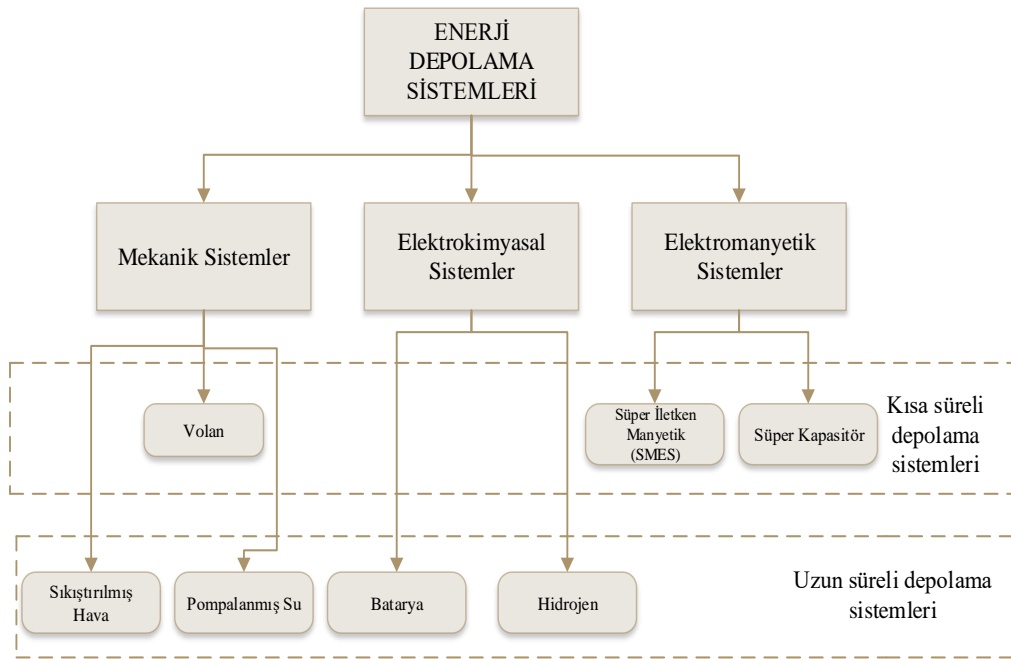 ENERJİ
DEPOLAMA
SİSTEMLERİ
Mekanik Sistemler
Elektrokimyasal
Sistemler
Elektromanyetik
Sistemler
Volan
Süper İletken
Manyetik
(SMES)
Süper Kapasitör
Kısa süreli
depolama
sistemleri
Sıkıştırılmış
Hava
Pompalanmış Su
Batarya
Hidrojen
Uzun süreli depolama
sistemleri